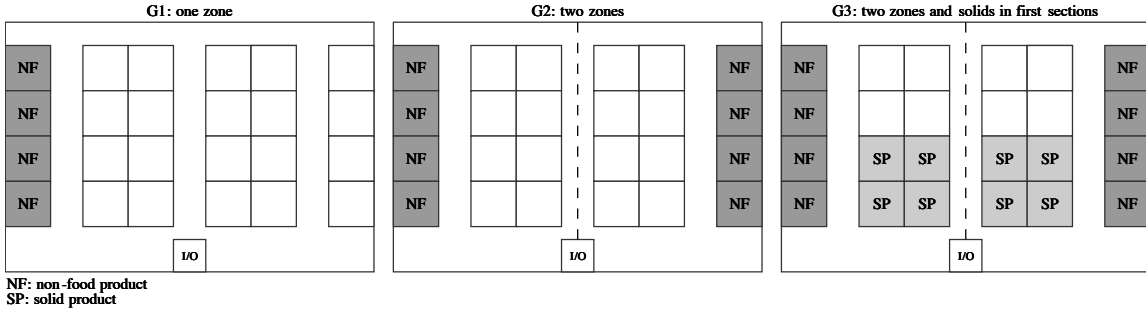 G1: one zone
G2: two zones
G3: two zones and solids in first sections
NF NF NF NF NF
NF NF NF NF NF
NF NF NF NF SP SP SP SP NF
NF NF NF NF SP SP SP SP NF
I/O I/O I/O
NF: non-food product
SP: solid product